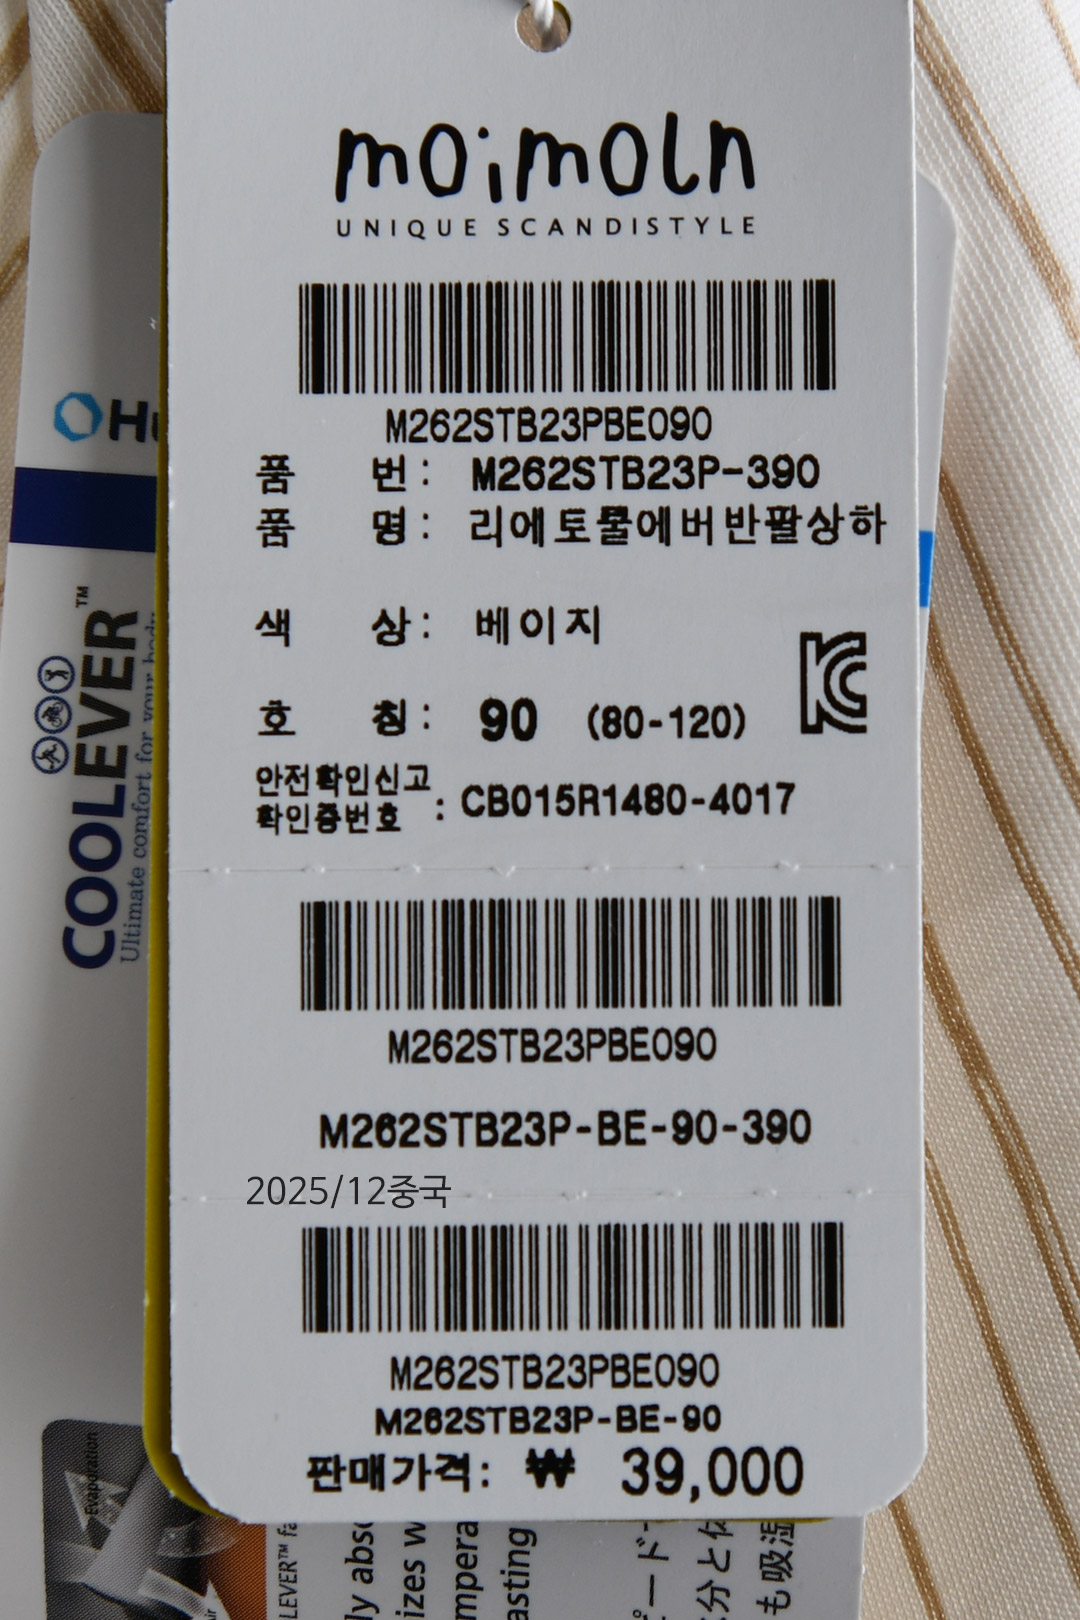 moimoln
UNIQUE SCANDISTYLE
M262STB23PBE090
품 번: M262STB23P-390
품 명: 리에토쿨에버반팔상하
색 상: 베이지
호 칭: 90 (80-120)
안전확인신고
확인증번호 : CB015R1480-4017
M262STB23PBE090
M262STB23P-BE-90-390
2025/12중국
M262STB23PBE090
M262STB23P-BE-90
판매가격: ₩ 39,000
COOLEVER™
Ultimate comfort for your body
Evaporation